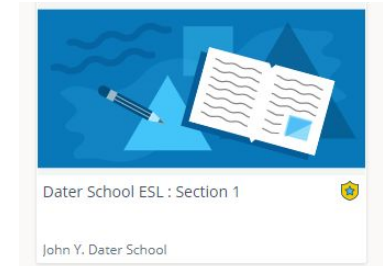 Dater School ESL : Section 1
John Y. Dater School